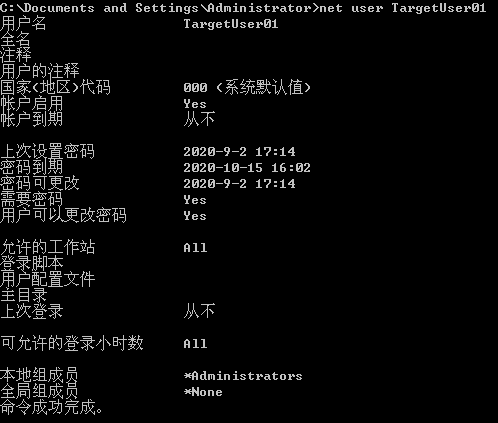 C:\Documents and Settings\Administrator>net user TargetUser01
用户名 TargetUser01
全名
注释
用户的注释
国家(地区)代码 000 (系统默认值)
帐户启用 Yes
帐户到期 从不
上次设置密码 2020-9-2 17:14
密码到期 2020-10-15 16:02
密码可更改 2020-9-2 17:14
需要密码 Yes
用户可以更改密码 Yes
允许的工作站 All
登录脚本
用户配置文件
主目录
上次登录 从不
可允许的登录小时数 All
本地组成员 *Administrators
全局组成员 *None
命令成功完成。